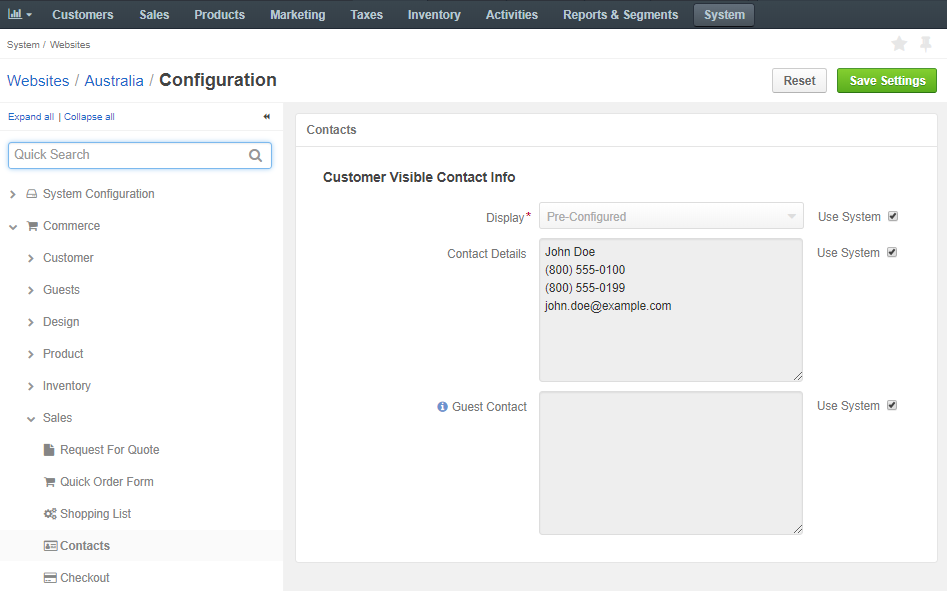 Customers Sales Products Marketing Taxes Inventory Activities Reports & Segments System
System / Websites
Websites / Australia / Configuration
Reset Save Settings
Expand all | Collapse all
Quick Search
System Configuration
Commerce
Customer
Guests
Design
Product
Inventory
Sales
Request For Quote
Quick Order Form
Shopping List
Contacts
Checkout
Contacts
Customer Visible Contact Info
Display* Pre-Configured Use System
Contact Details
John Doe
(800) 555-0100
(800) 555-0199
john.doe@example.com
Use System
Guest Contact
Use System